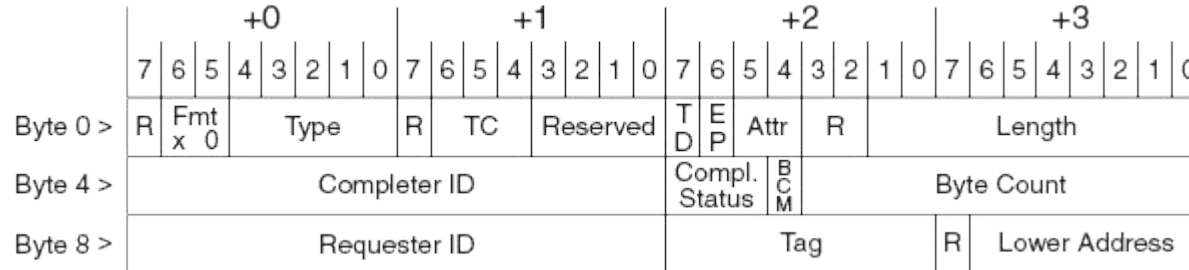 +0 +1 +2 +3
7 6 5 4 3 2 1 0 7 6 5 4 3 2 1 0 7 6 5 4 3 2 1 0 7 6 5 4 3 2 1 0
Byte 0 > R Fmt x 0 Type R TC Reserved TD EP Attr R Length
Byte 4 > Completer ID Compl. Status BCM Byte Count
Byte 8 > Requester ID Tag R Lower Address